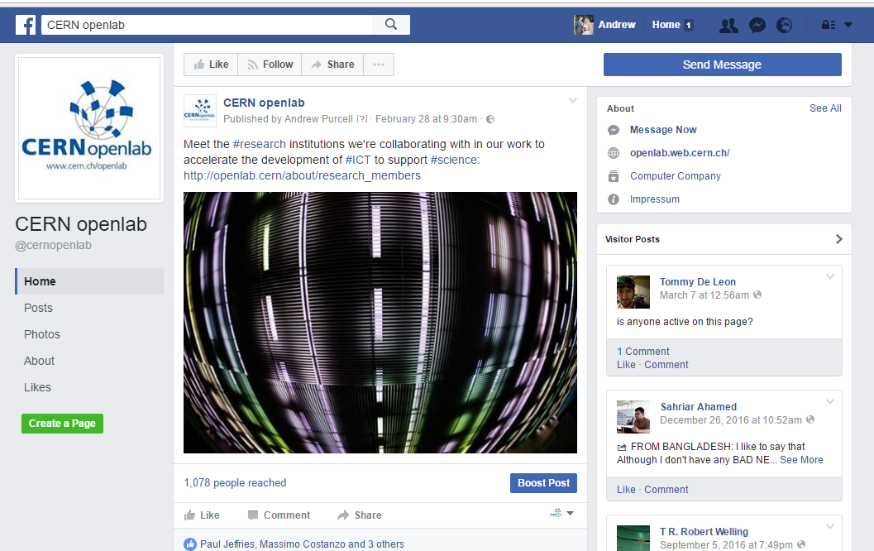 CERN openlab
Andrew
Home 1
CERN openlab
www.cern.ch/openlab
CERN openlab
@cernopenlab
Home
Posts
Photos
About
Likes
Create a Page
Like
Follow
Share
...
Send Message
CERN openlab
Published by Andrew Purcell [?] · February 28 at 9:30am ·
Meet the #research institutions we're collaborating with in our work to
accelerate the development of #ICT to support #science:
http://openlab.cern/about/research_members
1,078 people reached
Boost Post
Like
Comment
Share
Paul Jeffries, Massimo Costanzo and 3 others
About
See All
Message Now
openlab.web.cern.ch/
Computer Company
Impressum
Visitor Posts
Tommy De Leon
March 7 at 12:56am
is anyone active on this page?
1 Comment
Like · Comment
Sahriar Ahamed
December 26, 2016 at 10:52am
FROM BANGLADESH: I like to say that
Although I don't have any BAD NE... See More
Like · Comment
T R. Robert Welling
September 5, 2016 at 7:49pm